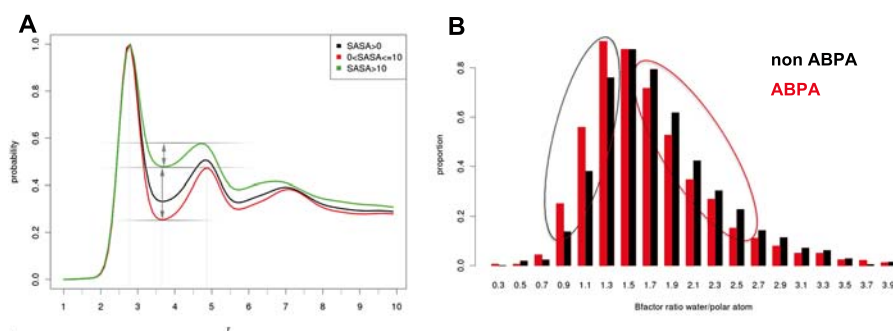 A
SASA>0
0<SASA<=10
SASA>10
probability
0.0 0.2 0.4 0.6 0.8 1.0
1 2 3 4 5 6 7 8 9 10
r
B
non ABPA
ABPA
proportion
0.0 0.2 0.4 0.6 0.8
0.3 0.5 0.7 0.9 1.1 1.3 1.5 1.7 1.9 2.1 2.3 2.5 2.7 2.9 3.1 3.3 3.5 3.7 3.9
Bfactor ratio water/polar atom